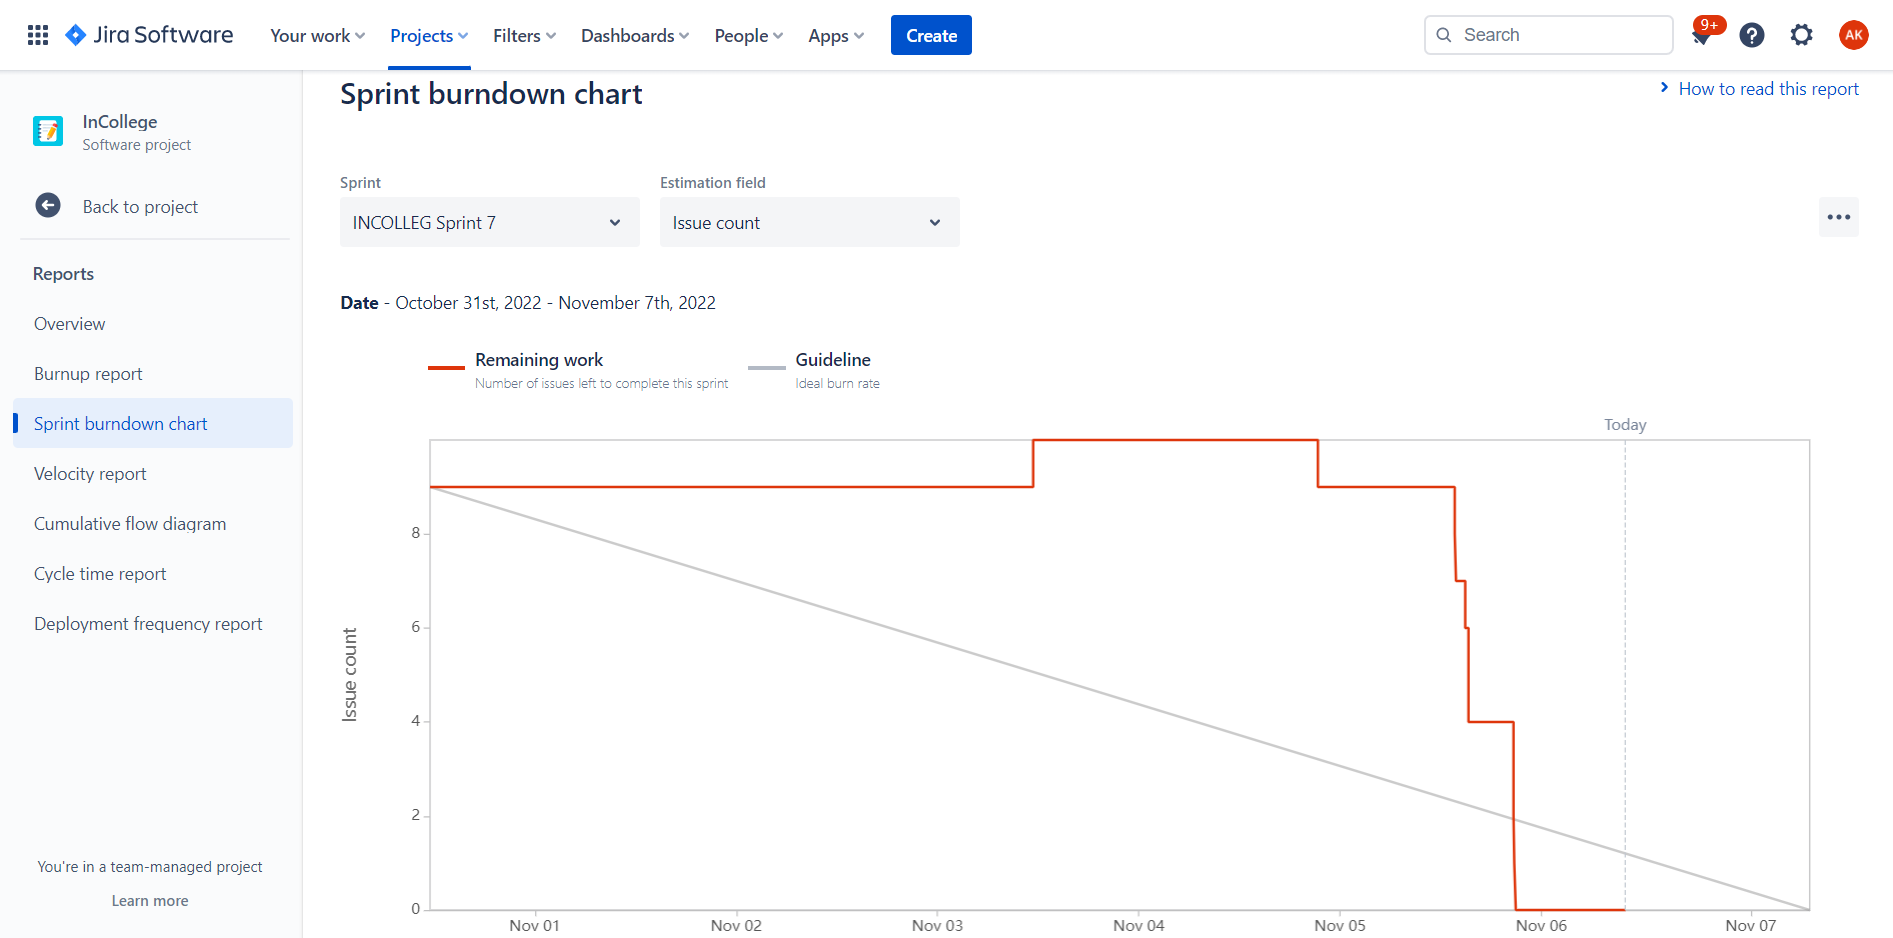 Jira Software Your work Projects Filters Dashboards People Apps Create Search 9+ ? AK
InCollege
Software project
Back to project
Reports
Overview
Burnup report
Sprint burndown chart
Velocity report
Cumulative flow diagram
Cycle time report
Deployment frequency report
You're in a team-managed project
Learn more
Sprint burndown chart
How to read this report
Sprint
INCOLLEG Sprint 7
Estimation field
Issue count
Date - October 31st, 2022 - November 7th, 2022
Remaining work
Number of issues left to complete this sprint
Guideline
Ideal burn rate
Today
Issue count
8
6
4
2
0
Nov 01 Nov 02 Nov 03 Nov 04 Nov 05 Nov 06 Nov 07